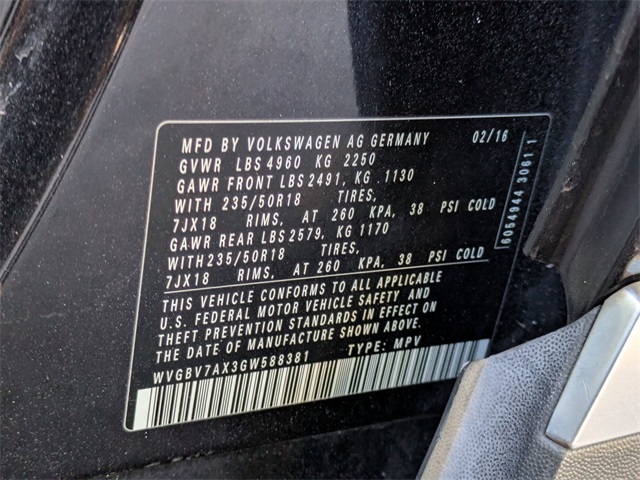 MFD BY VOLKSWAGEN AG GERMANY 02/16
GVWR LBS 4960 KG 2250
GAWR FRONT LBS 2491, KG 1130
WITH 235/50R18 TIRES,
7JX18 RIMS, AT 260 KPA, 38 PSI COLD
GAWR REAR LBS 2579, KG 1170
WITH 235/50R18 TIRES,
7JX18 RIMS, AT 260 KPA, 38 PSI COLD
THIS VEHICLE CONFORMS TO ALL APPLICABLE
U.S. FEDERAL MOTOR VEHICLE SAFETY AND
THEFT PREVENTION STANDARDS IN EFFECT ON
THE DATE OF MANUFACTURE SHOWN ABOVE.
WVGBV7AX3GW588381 TYPE: MPV
6054944 3061 1